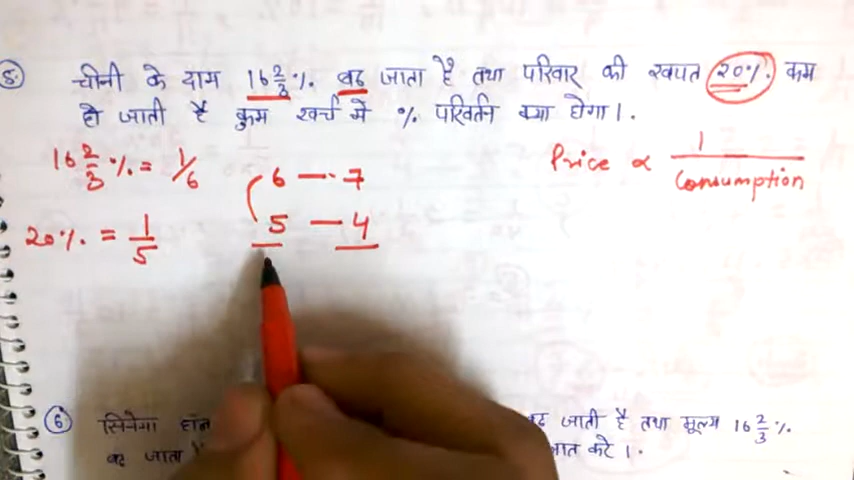 5. चीनी के दाम 16 2/3 %. बढ़ जाता है तथा परिवार की खपत 20%. कम
हो जाती है कुल खर्च में % परिवर्तन क्या होगा।.
16 2/3 %. = 1/6
6 — 7
20%. = 1/5
5 — 4
Price ∝ 1/Consumption
6 सिनेमा जाती है तथा मूल्य 16 2/3 %.
बढ़ जाता करे।.